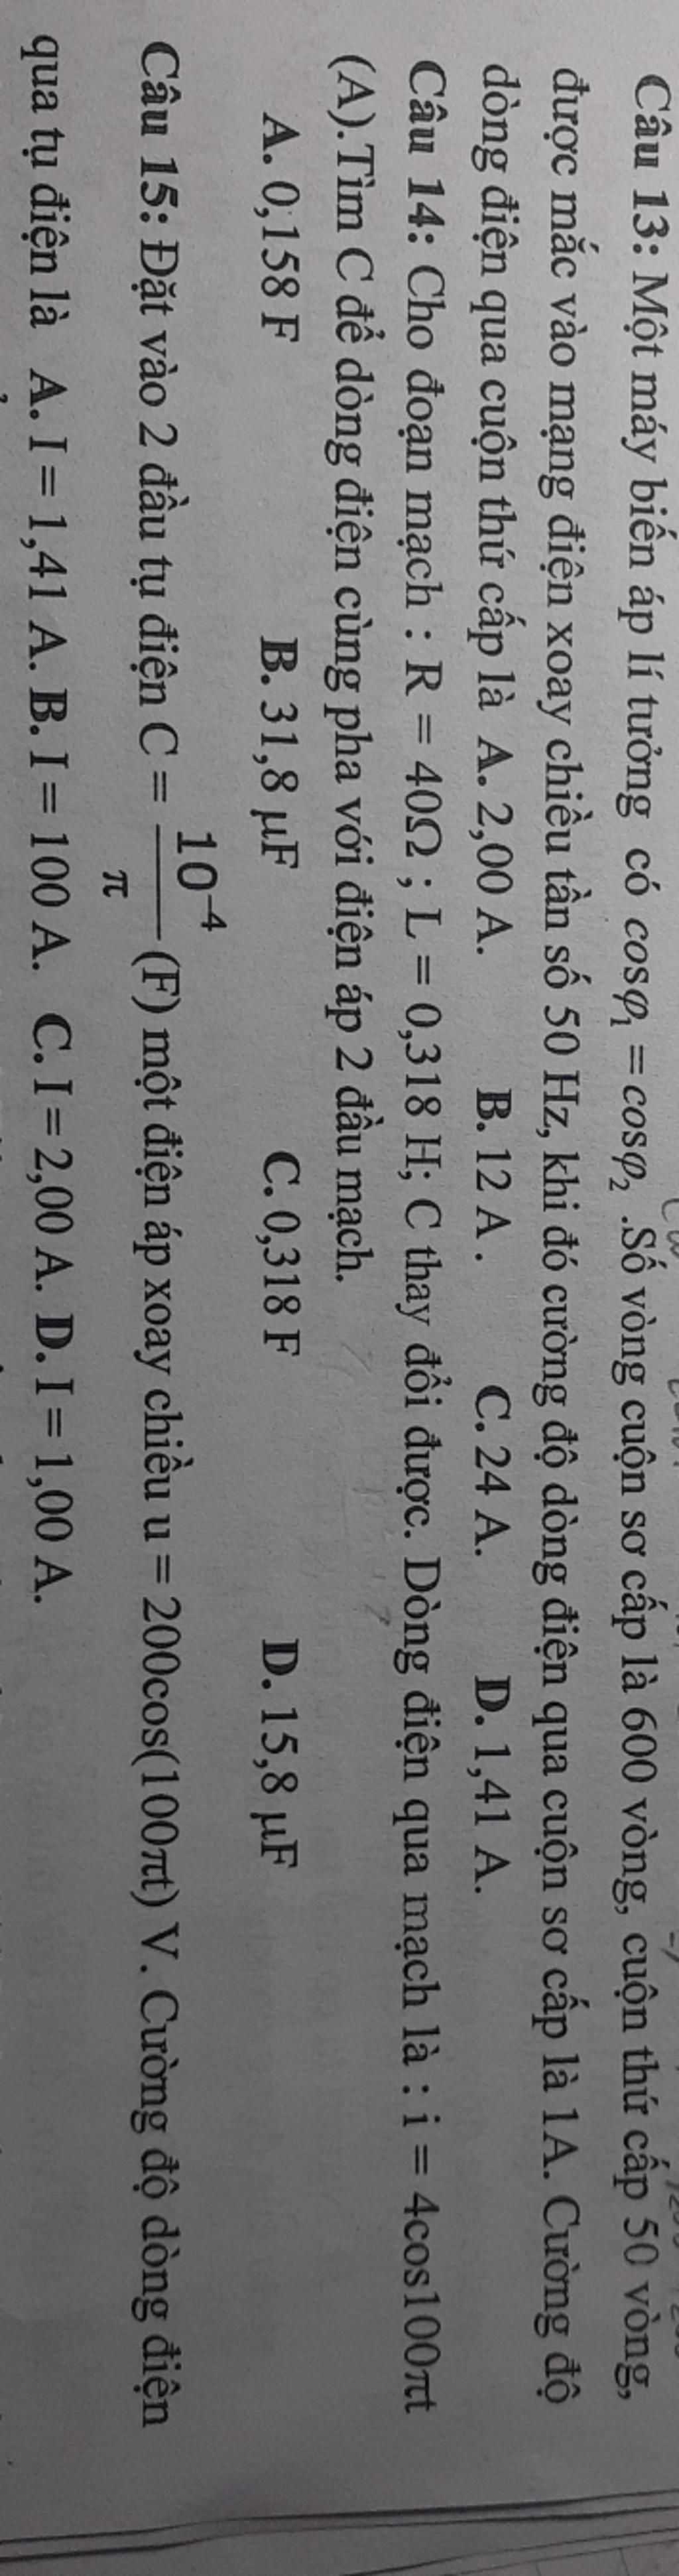 Câu 13: Một máy biến áp lí tưởng có cosφ₁ = cosφ₂ .Số vòng cuộn sơ cấp là 600 vòng, cuộn thứ cấp 50 vòng,
được mắc vào mạng điện xoay chiều tần số 50 Hz, khi đó cường độ dòng điện qua cuộn sơ cấp là 1A. Cường độ
dòng điện qua cuộn thứ cấp là A. 2,00 A. B. 12 A . C. 24 A. D. 1,41 A.
Câu 14: Cho đoạn mạch : R = 40Ω ; L = 0,318 H; C thay đổi được. Dòng điện qua mạch là : i = 4cos100πt
(A).Tìm C để dòng điện cùng pha với điện áp 2 đầu mạch.
A. 0,158 F B. 31,8 μF C. 0,318 F D. 15,8 μF
Câu 15: Đặt vào 2 đầu tụ điện C = 10⁻⁴/π (F) một điện áp xoay chiều u = 200cos(100πt) V. Cường độ dòng điện
qua tụ điện là A. I = 1,41 A. B. I = 100 A. C. I = 2,00 A. D. I = 1,00 A.